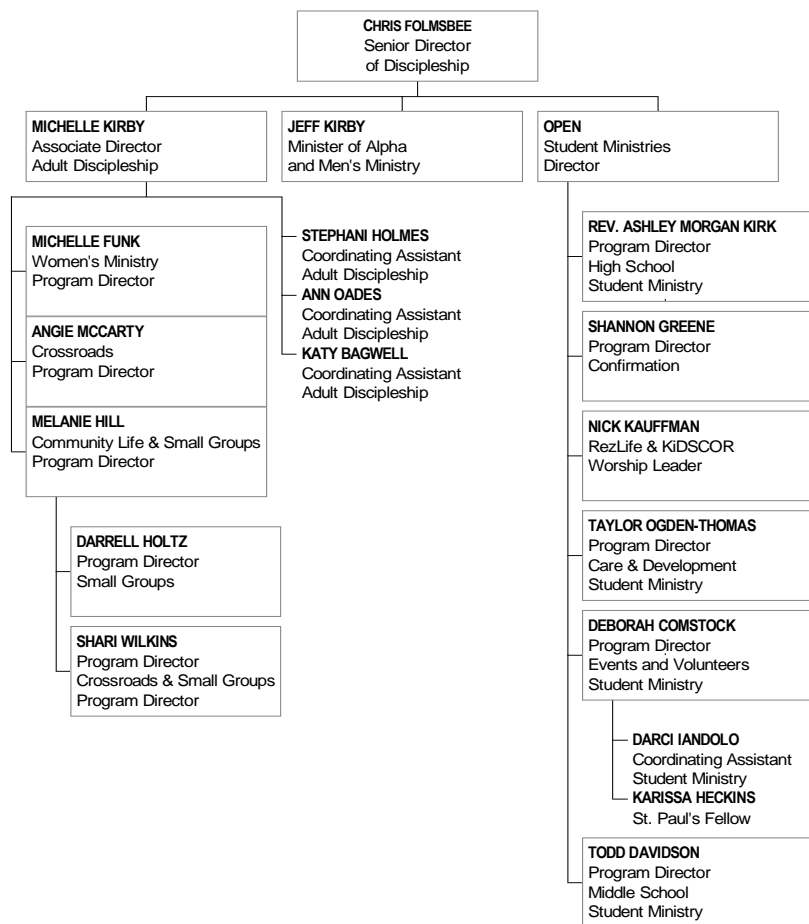 CHRIS FOLMSBEE
Senior Director
of Discipleship
MICHELLE KIRBY
Associate Director
Adult Discipleship
JEFF KIRBY
Minister of Alpha
and Men's Ministry
OPEN
Student Ministries
Director
MICHELLE FUNK
Women's Ministry
Program Director
ANGIE MCCARTY
Crossroads
Program Director
MELANIE HILL
Community Life & Small Groups
Program Director
DARRELL HOLTZ
Program Director
Small Groups
SHARI WILKINS
Program Director
Crossroads & Small Groups
Program Director
STEPHANI HOLMES
Coordinating Assistant
Adult Discipleship
ANN OADES
Coordinating Assistant
Adult Discipleship
KATY BAGWELL
Coordinating Assistant
Adult Discipleship
REV. ASHLEY MORGAN KIRK
Program Director
High School
Student Ministry
SHANNON GREENE
Program Director
Confirmation
NICK KAUFFMAN
RezLife & KiDSCOR
Worship Leader
TAYLOR OGDEN-THOMAS
Program Director
Care & Development
Student Ministry
DEBORAH COMSTOCK
Program Director
Events and Volunteers
Student Ministry
DARCI IANDOLO
Coordinating Assistant
Student Ministry
KARISSA HECKINS
St. Paul's Fellow
TODD DAVIDSON
Program Director
Middle School
Student Ministry